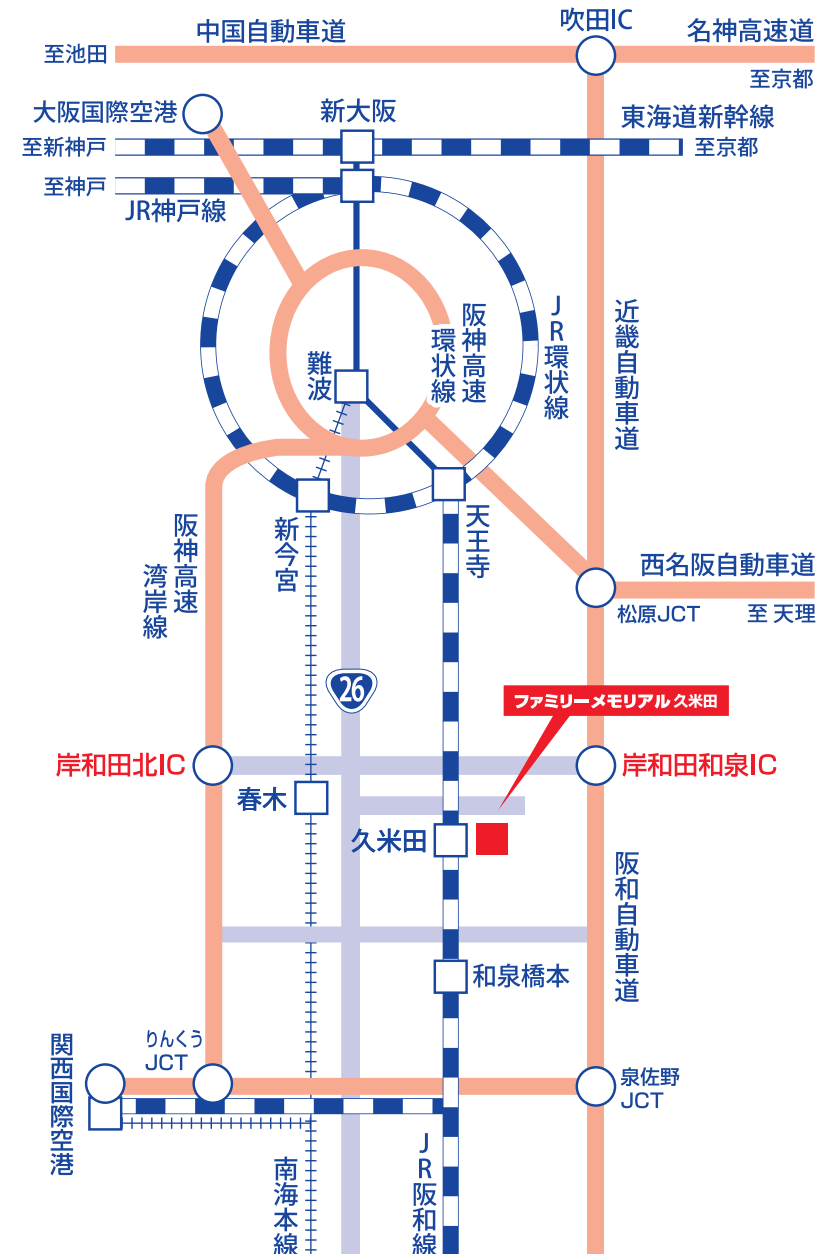 吹田IC
中国自動車道
名神高速道
至池田
至京都
大阪国際空港
新大阪
東海道新幹線
至新神戸
至京都
至神戸
JR神戸線
阪神高速
環状線
JR環状線
近畿自動車道
難波
新今宮
天王寺
阪神高速
湾岸線
西名阪自動車道
松原JCT
至 天理
26
ファミリーメモリアル 久米田
岸和田北IC
岸和田和泉IC
春木
久米田
阪和自動車道
和泉橋本
関西国際空港
りんくう
JCT
泉佐野
JCT
南海本線
JR阪和線